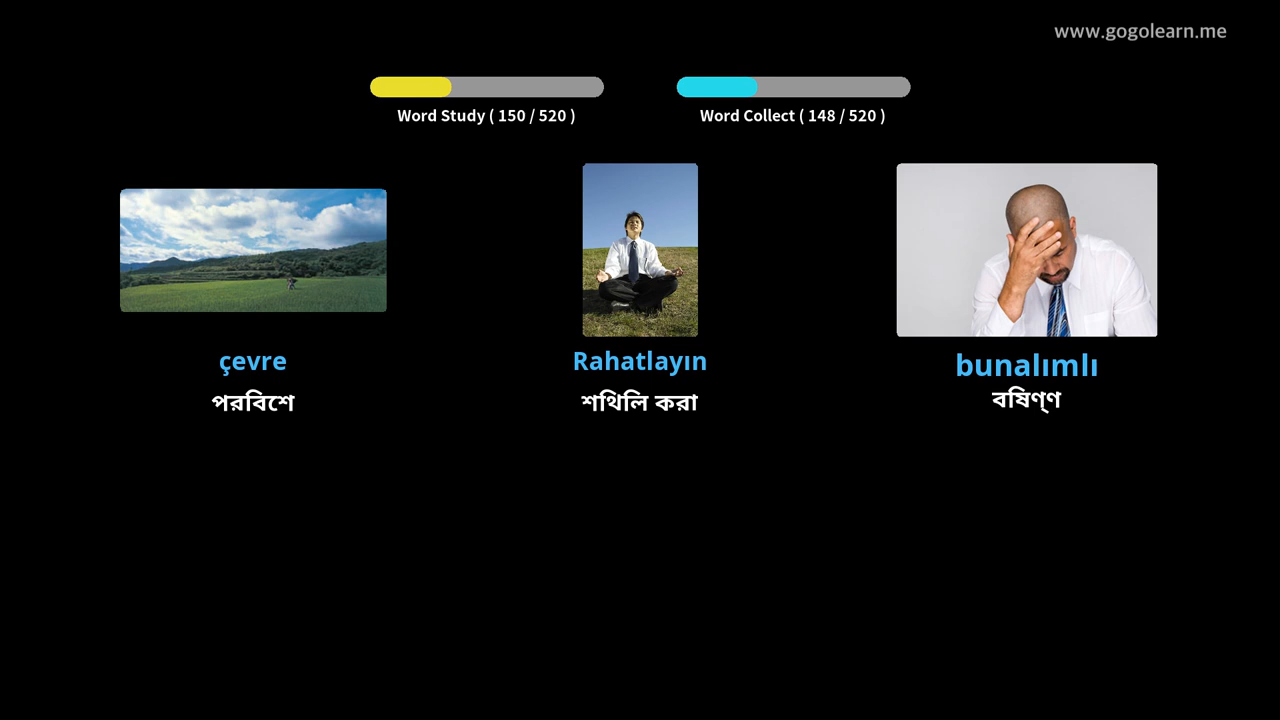 www.gogolearn.me
Word Study ( 150 / 520 )
Word Collect ( 148 / 520 )
çevre
Rahatlayın
bunalımlı
পরবিশে
শথিলি করা
বষিণ্ণ